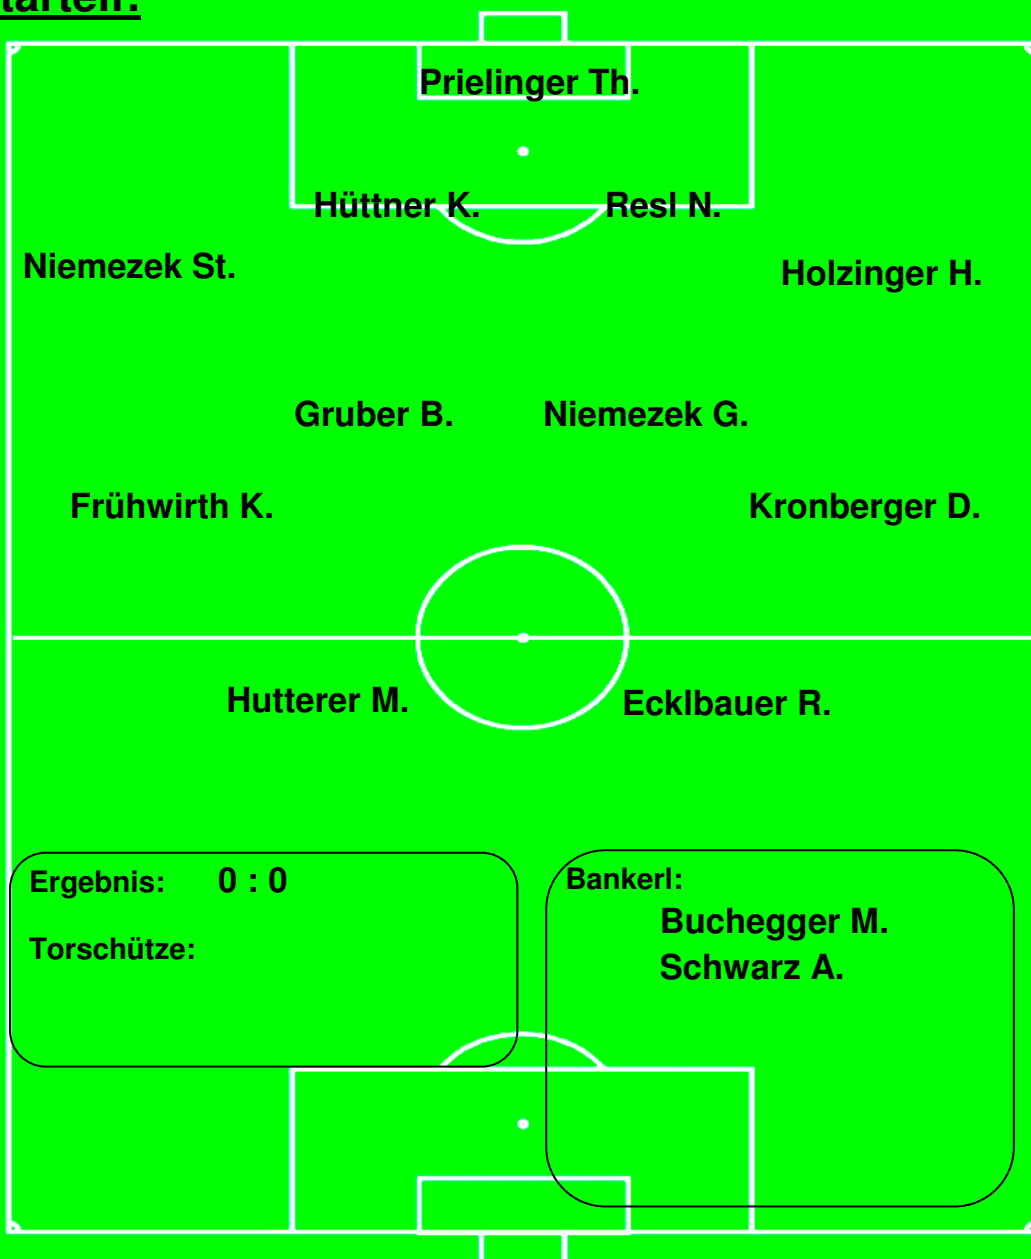 Prielinger Th.
Hüttner K. Resl N.
Niemezek St. Holzinger H.
Gruber B. Niemezek G.
Frühwirth K. Kronberger D.
Hutterer M. Ecklbauer R.
Ergebnis: 0 : 0
Torschütze:
Bankerl:
Buchegger M.
Schwarz A.